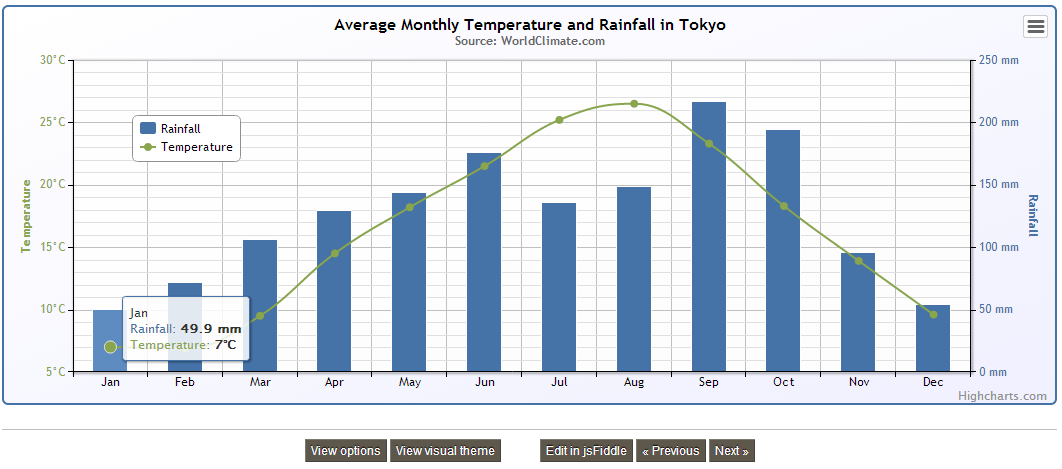 Average Monthly Temperature and Rainfall in Tokyo
Source: WorldClimate.com
30°C
25°C
20°C
15°C
10°C
5°C
Temperature
250 mm
200 mm
150 mm
100 mm
50 mm
0 mm
Rainfall
Rainfall
Temperature
Jan
Rainfall: 49.9 mm
Temperature: 7°C
Jan Feb Mar Apr May Jun Jul Aug Sep Oct Nov Dec
Highcharts.com
View options View visual theme Edit in jsFiddle « Previous Next »